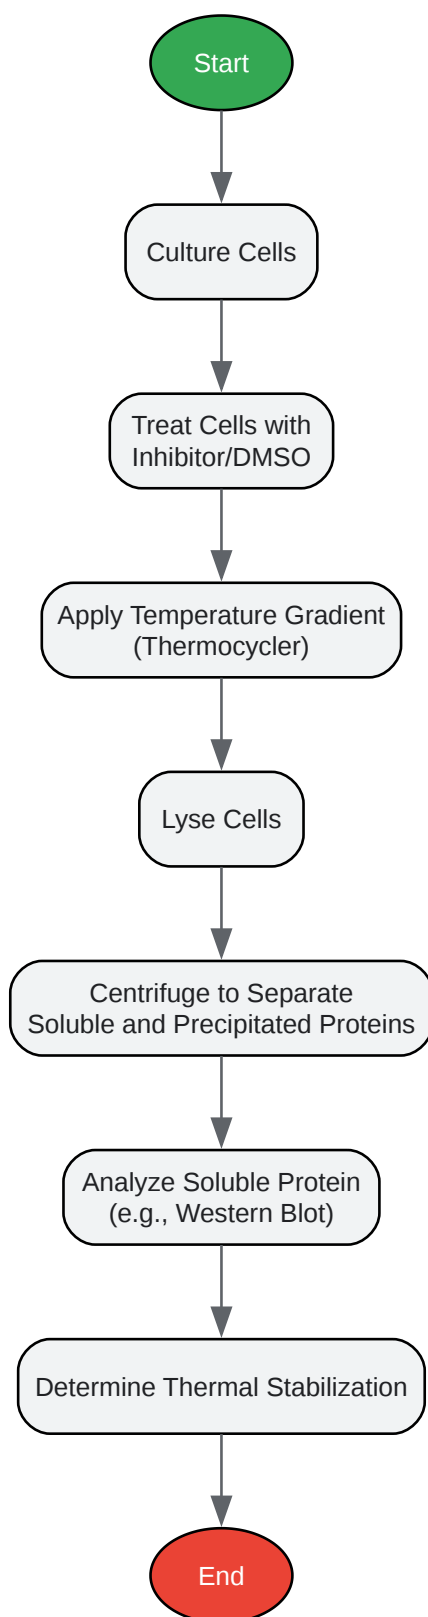 Start
Culture Cells
Treat Cells with
Inhibitor/DMSO
Apply Temperature Gradient
(Thermocycler)
Lyse Cells
Centrifuge to Separate
Soluble and Precipitated Proteins
Analyze Soluble Protein
(e.g., Western Blot)
Determine Thermal Stabilization
End